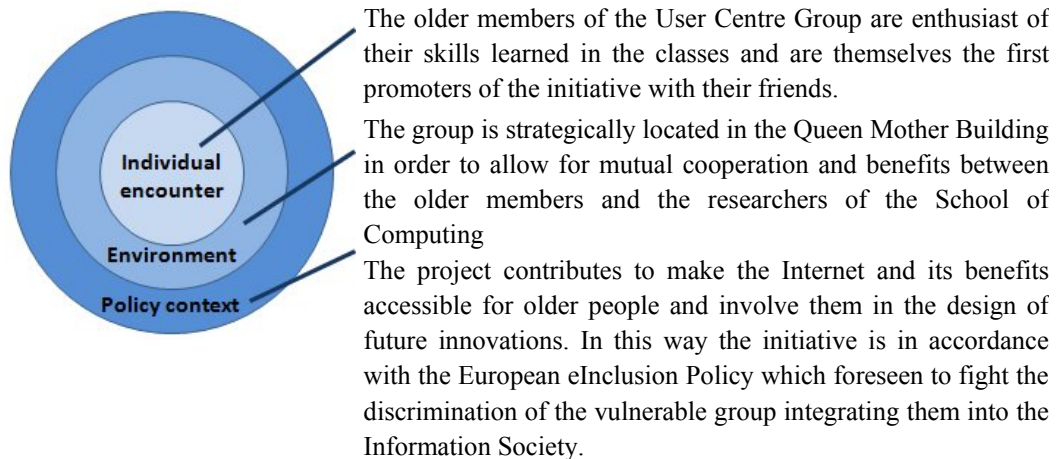 Individual
encounter
Environment
Policy context
The older members of the User Centre Group are enthusiast of
their skills learned in the classes and are themselves the first
promoters of the initiative with their friends.
The group is strategically located in the Queen Mother Building
in order to allow for mutual cooperation and benefits between
the older members and the researchers of the School of
Computing
The project contributes to make the Internet and its benefits
accessible for older people and involve them in the design of
future innovations. In this way the initiative is in accordance
with the European eInclusion Policy which foreseen to fight the
discrimination of the vulnerable group integrating them into the
Information Society.